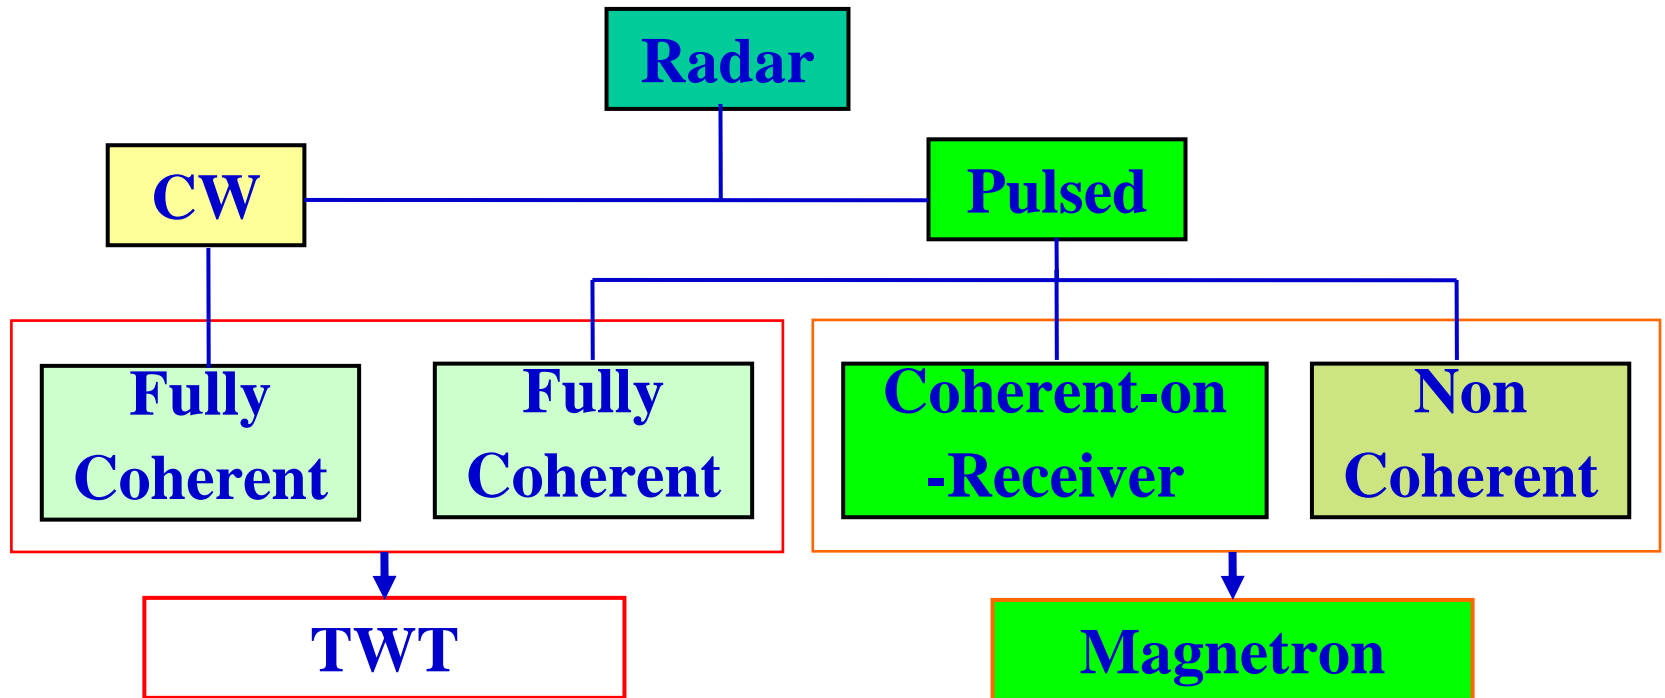 Radar
CW
Pulsed
Fully
Coherent
Fully
Coherent
Coherent-on
-Receiver
Non
Coherent
TWT
Magnetron